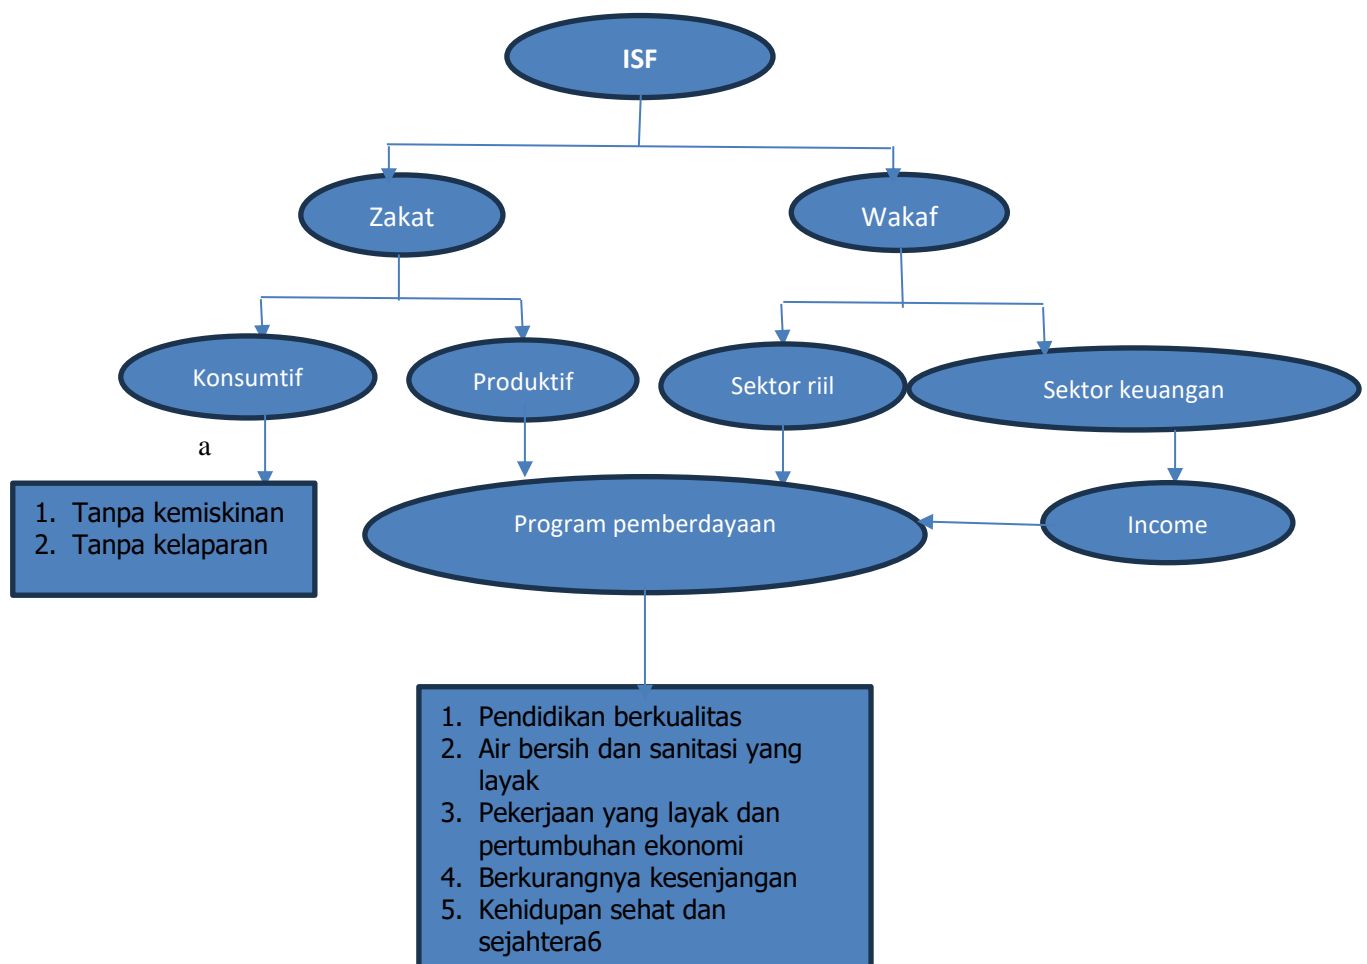 ISF
Zakat
Wakaf
Konsumtif
Produktif
Sektor riil
Sektor keuangan
a
1. Tanpa kemiskinan
2. Tanpa kelaparan
Program pemberdayaan
Income
1. Pendidikan berkualitas
2. Air bersih dan sanitasi yang
layak
3. Pekerjaan yang layak dan
pertumbuhan ekonomi
4. Berkurangnya kesenjangan
5. Kehidupan sehat dan
sejahtera6